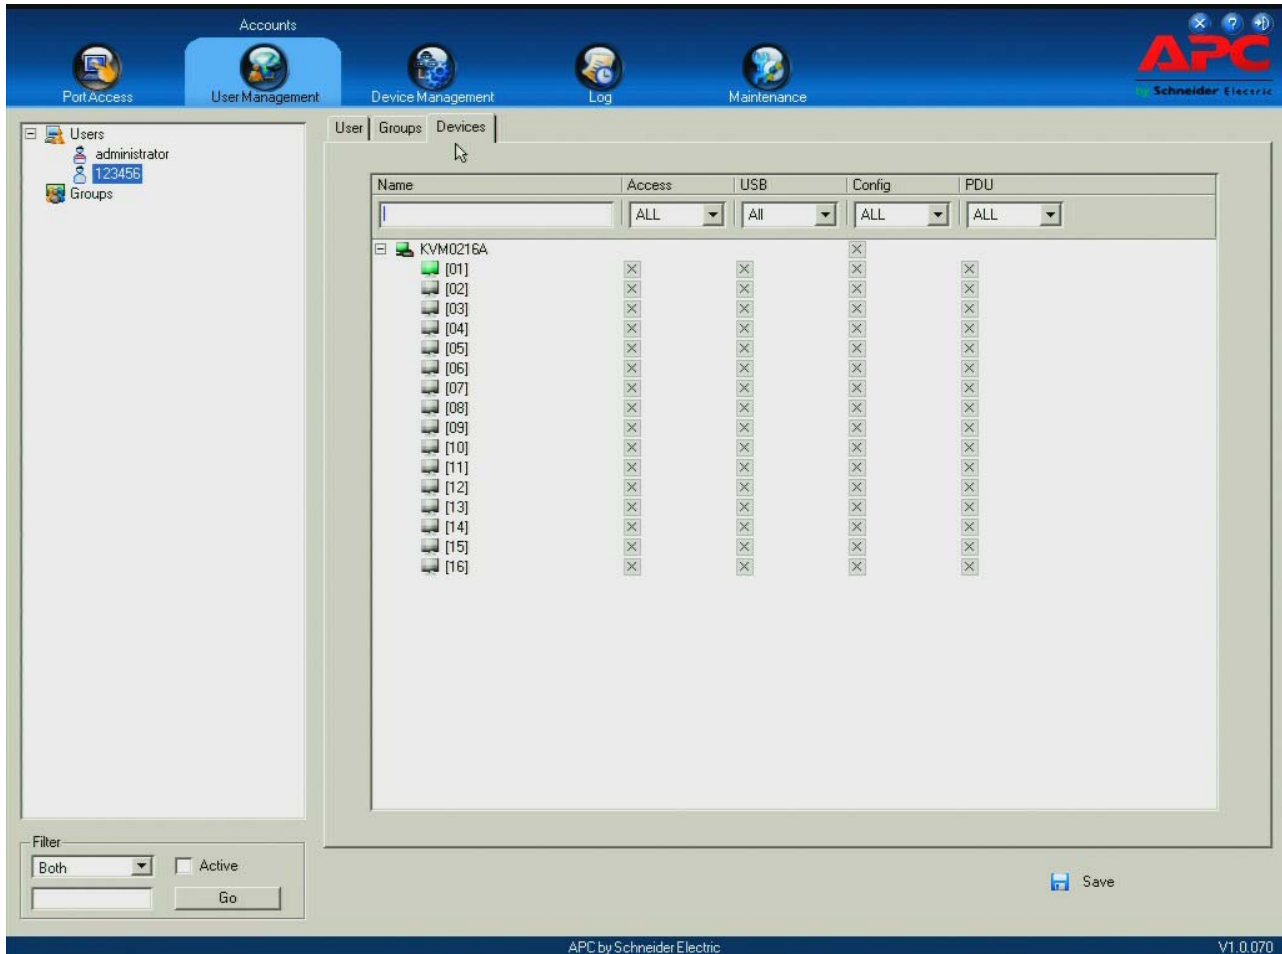 Accounts
Port Access User Management Device Management Log Maintenance
APC
by Schneider Electric
Users
administrator
123456
Groups
User Groups Devices
Name Access USB Config PDU
ALL All ALL ALL
KVM0216A
[01]
[02]
[03]
[04]
[05]
[06]
[07]
[08]
[09]
[10]
[11]
[12]
[13]
[14]
[15]
[16]
Filter
Both Active
Go
Save
APC by Schneider Electric V1.0.070